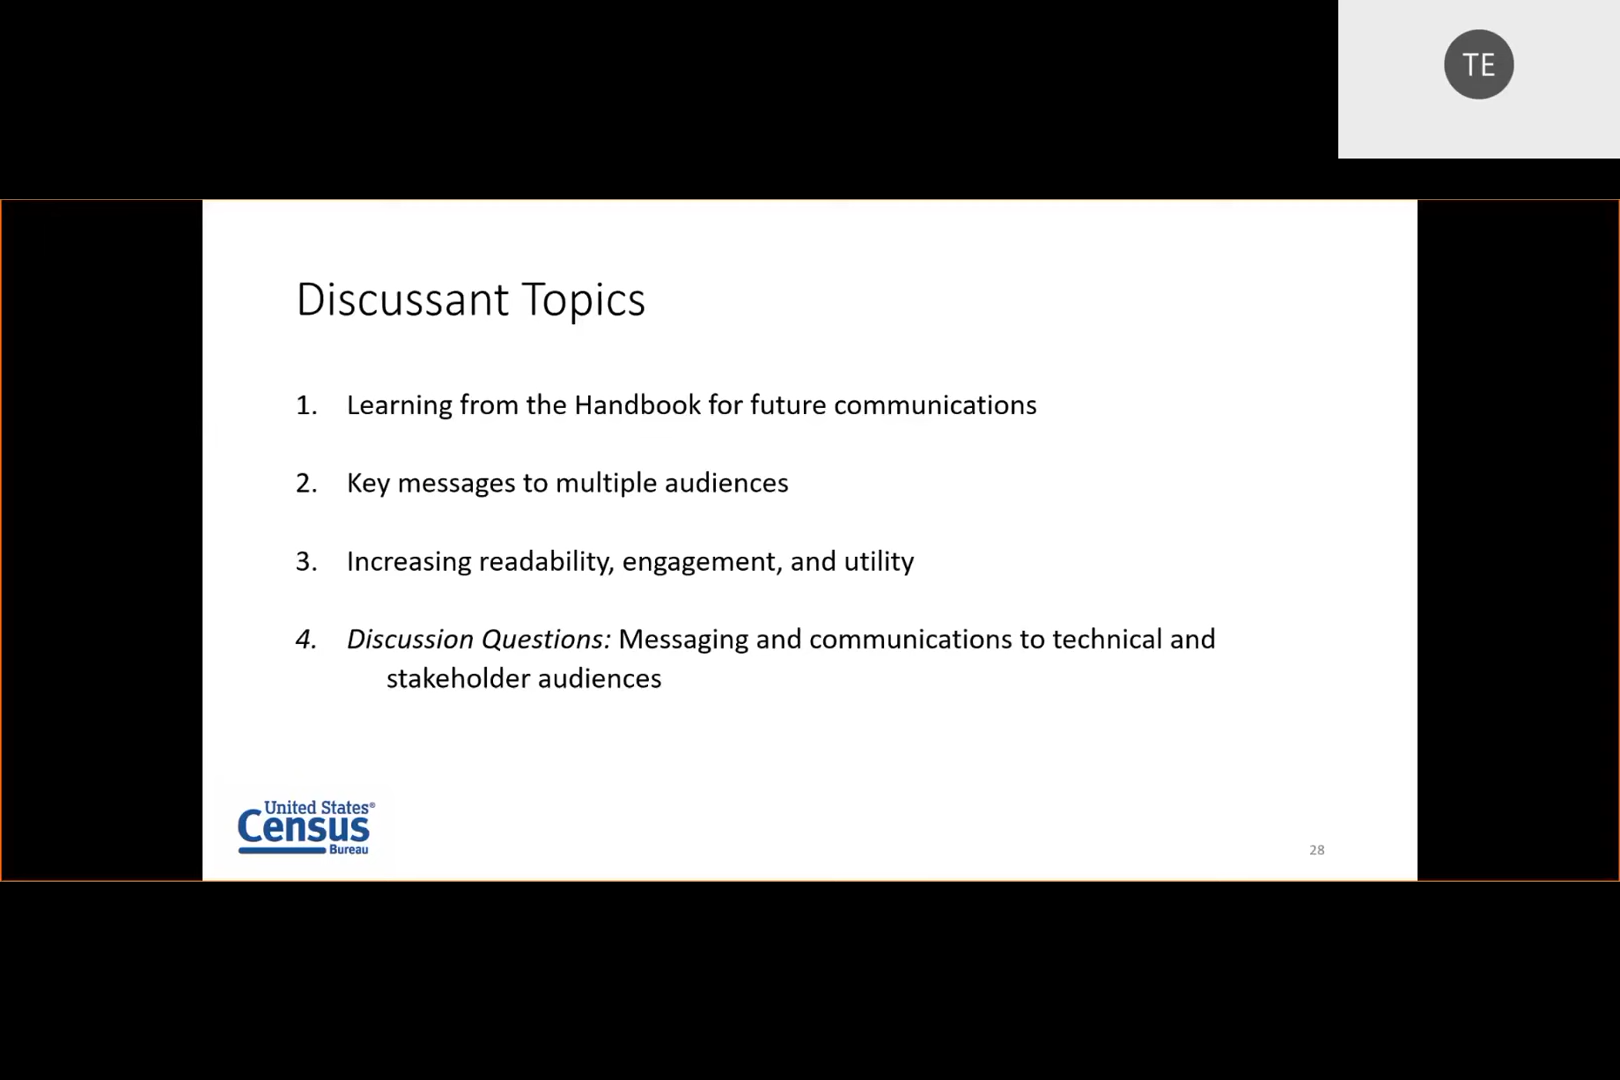 TE
Discussant Topics
1. Learning from the Handbook for future communications
2. Key messages to multiple audiences
3. Increasing readability, engagement, and utility
4. Discussion Questions: Messaging and communications to technical and
stakeholder audiences
United States®
Census
Bureau
28